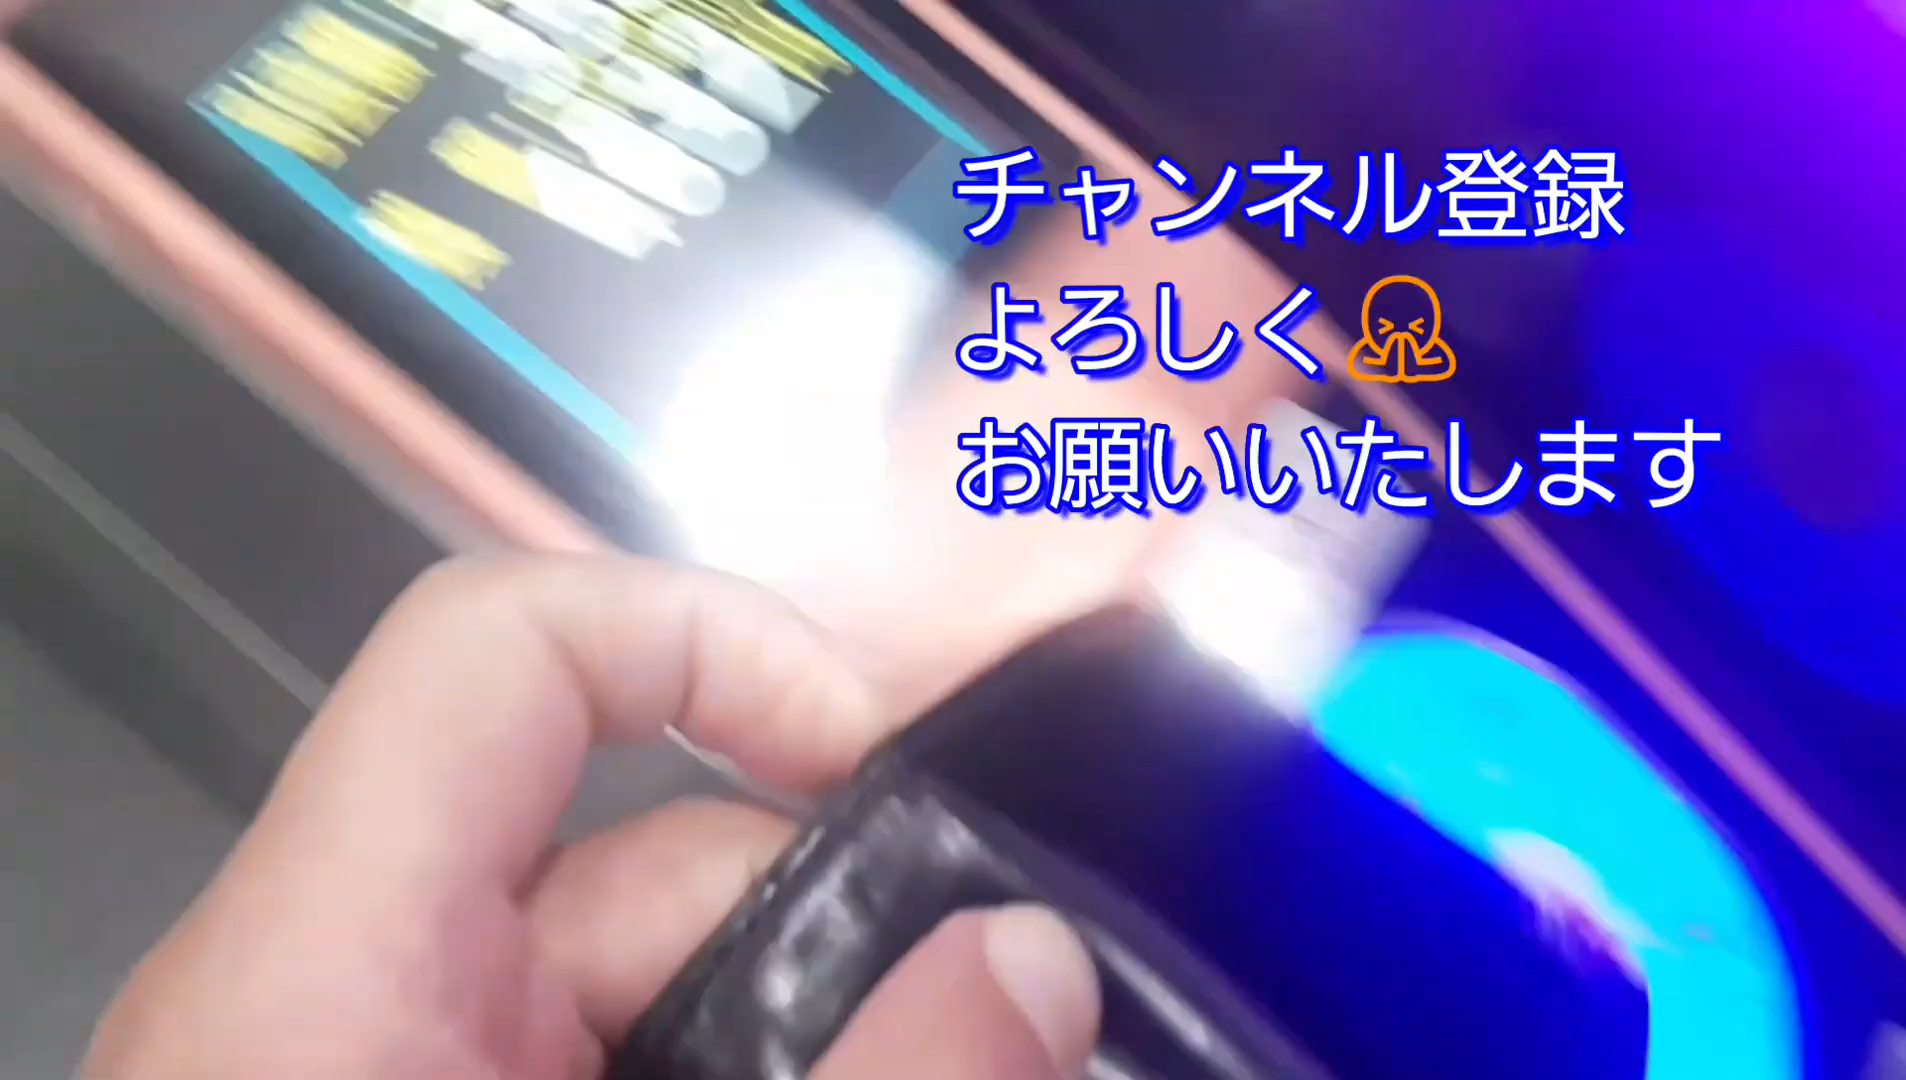 チャンネル登録
よろしく
お願いいたします